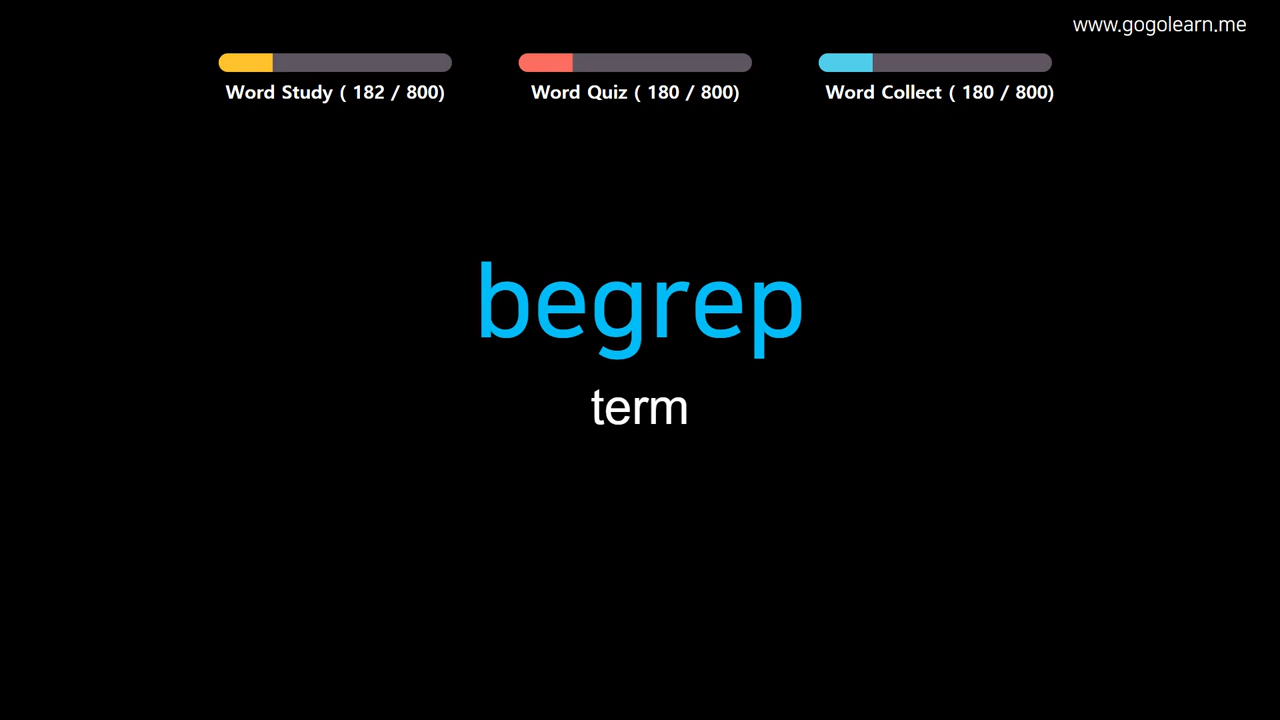 www.gogolearn.me
Word Study ( 182 / 800)
Word Quiz ( 180 / 800)
Word Collect ( 180 / 800)
begrep
term